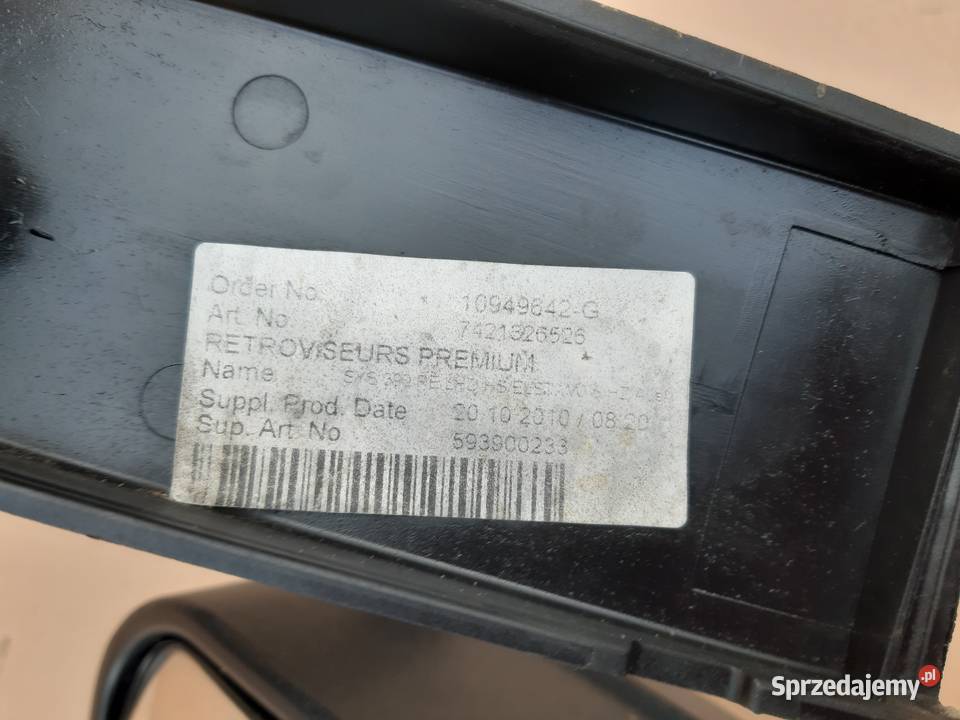 Order No. 10949842-G
Art. No. 7421326526
RETROVISEURS PREMIUM
Name
Suppl. Prod. Date 20 10 2010 / 08:20
Sup. Art. No 593900233
Sprzedajemy.pl